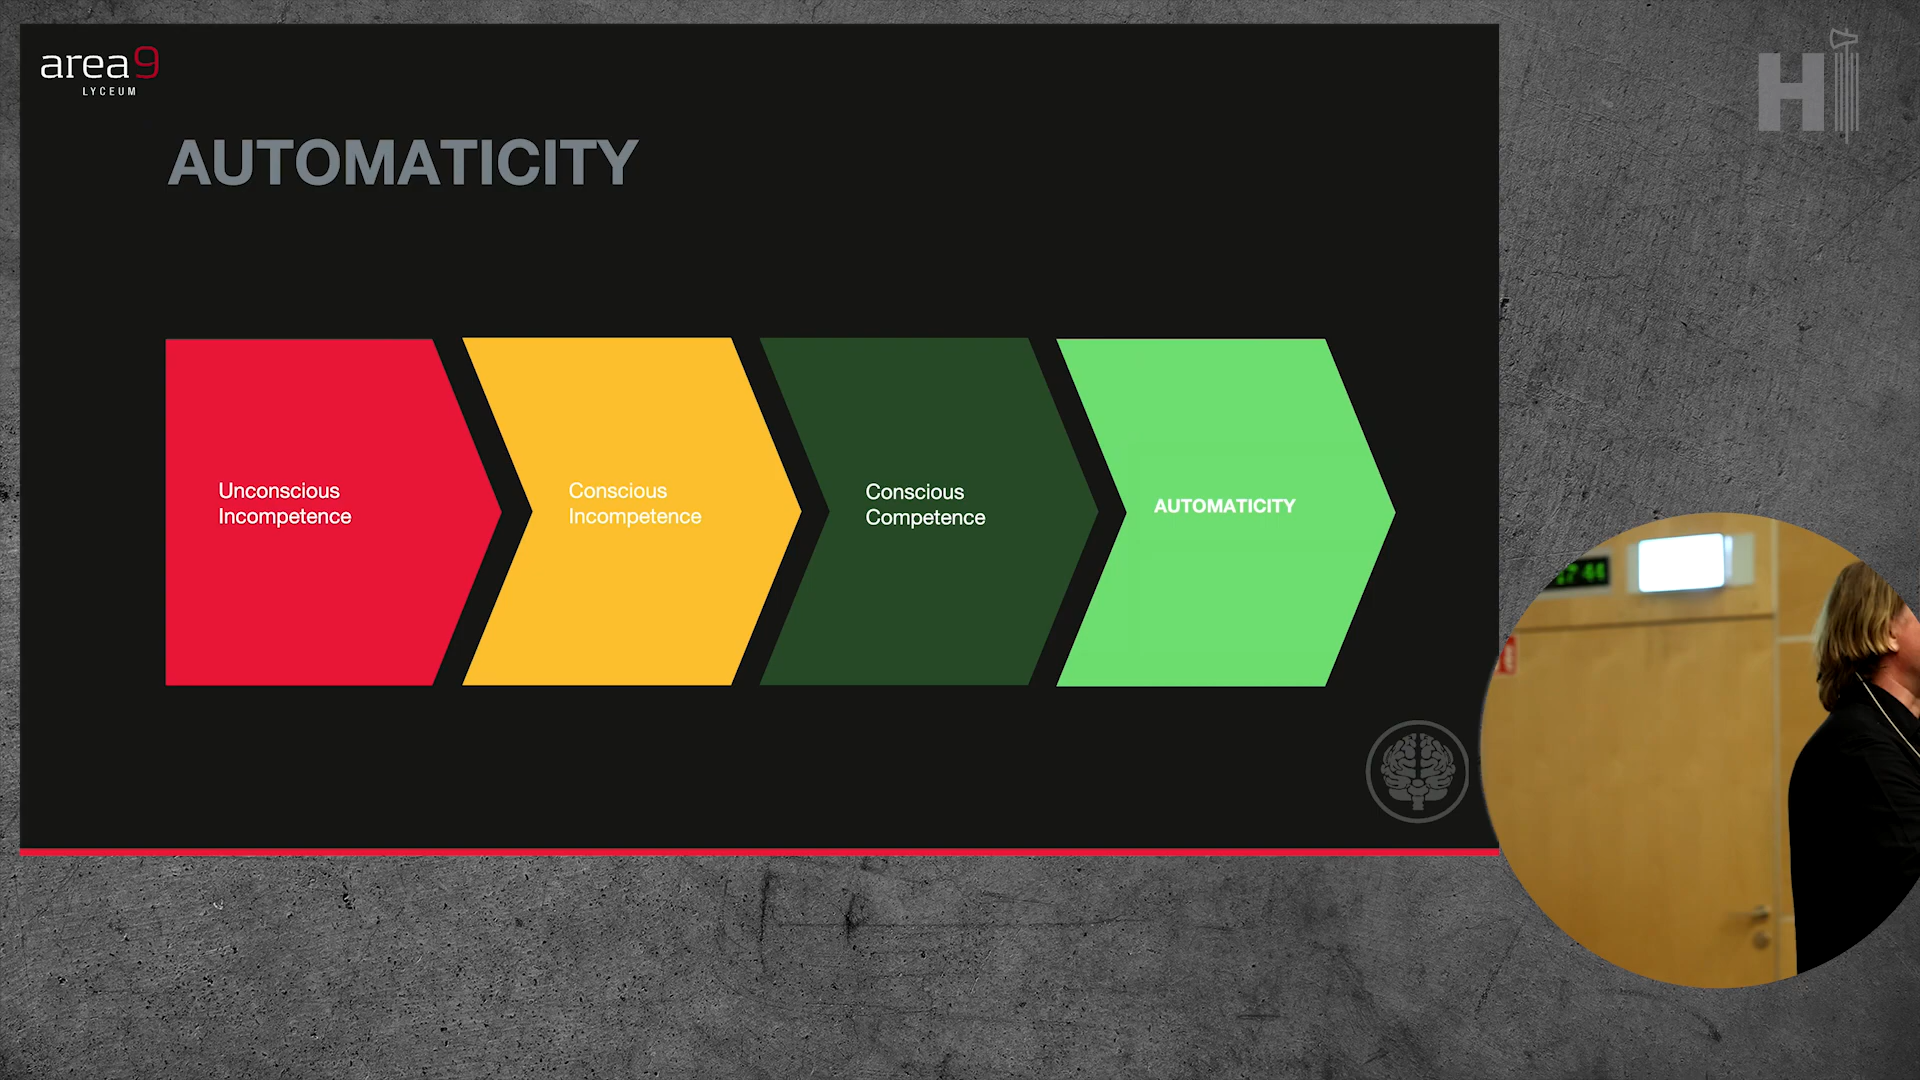 area9
LYCEUM
H
AUTOMATICITY
Unconscious
Incompetence
Conscious
Incompetence
Conscious
Competence
AUTOMATICITY